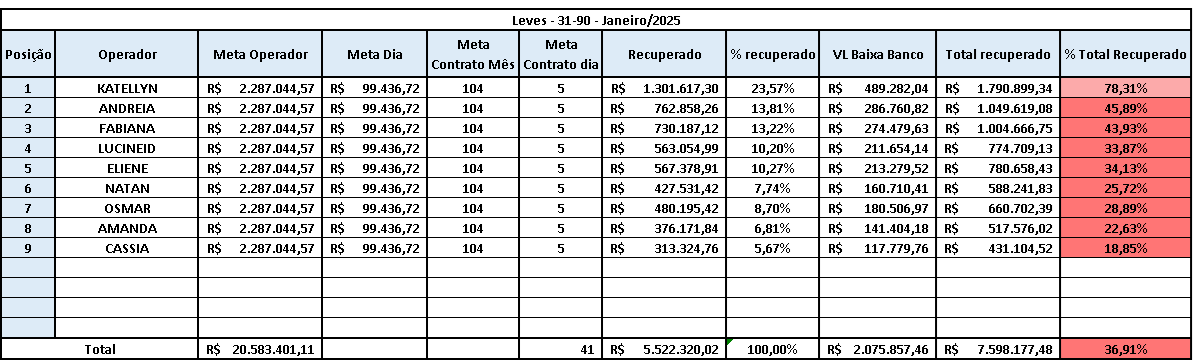 Leves - 31-90 - Janeiro/2025
Posição Operador Meta Operador Meta Dia Meta Contrato Mês Meta Contrato dia Recuperado % recuperado VL Baixa Banco Total recuperado % Total Recuperado
1 KATELLYN R$ 2.287.044,57 R$ 99.436,72 104 5 R$ 1.301.617,30 23,57% R$ 489.282,04 R$ 1.790.899,34 78,31%
2 ANDREIA R$ 2.287.044,57 R$ 99.436,72 104 5 R$ 762.858,26 13,81% R$ 286.760,82 R$ 1.049.619,08 45,89%
3 FABIANA R$ 2.287.044,57 R$ 99.436,72 104 5 R$ 730.187,12 13,22% R$ 274.479,63 R$ 1.004.666,75 43,93%
4 LUCINEID R$ 2.287.044,57 R$ 99.436,72 104 5 R$ 563.054,99 10,20% R$ 211.654,14 R$ 774.709,13 33,87%
5 ELIENE R$ 2.287.044,57 R$ 99.436,72 104 5 R$ 567.378,91 10,27% R$ 213.279,52 R$ 780.658,43 34,13%
6 NATAN R$ 2.287.044,57 R$ 99.436,72 104 5 R$ 427.531,42 7,74% R$ 160.710,41 R$ 588.241,83 25,72%
7 OSMAR R$ 2.287.044,57 R$ 99.436,72 104 5 R$ 480.195,42 8,70% R$ 180.506,97 R$ 660.702,39 28,89%
8 AMANDA R$ 2.287.044,57 R$ 99.436,72 104 5 R$ 376.171,84 6,81% R$ 141.404,18 R$ 517.576,02 22,63%
9 CASSIA R$ 2.287.044,57 R$ 99.436,72 104 5 R$ 313.324,76 5,67% R$ 117.779,76 R$ 431.104,52 18,85%
Total R$ 20.583.401,11 41 R$ 5.522.320,02 100,00% R$ 2.075.857,46 R$ 7.598.177,48 36,91%